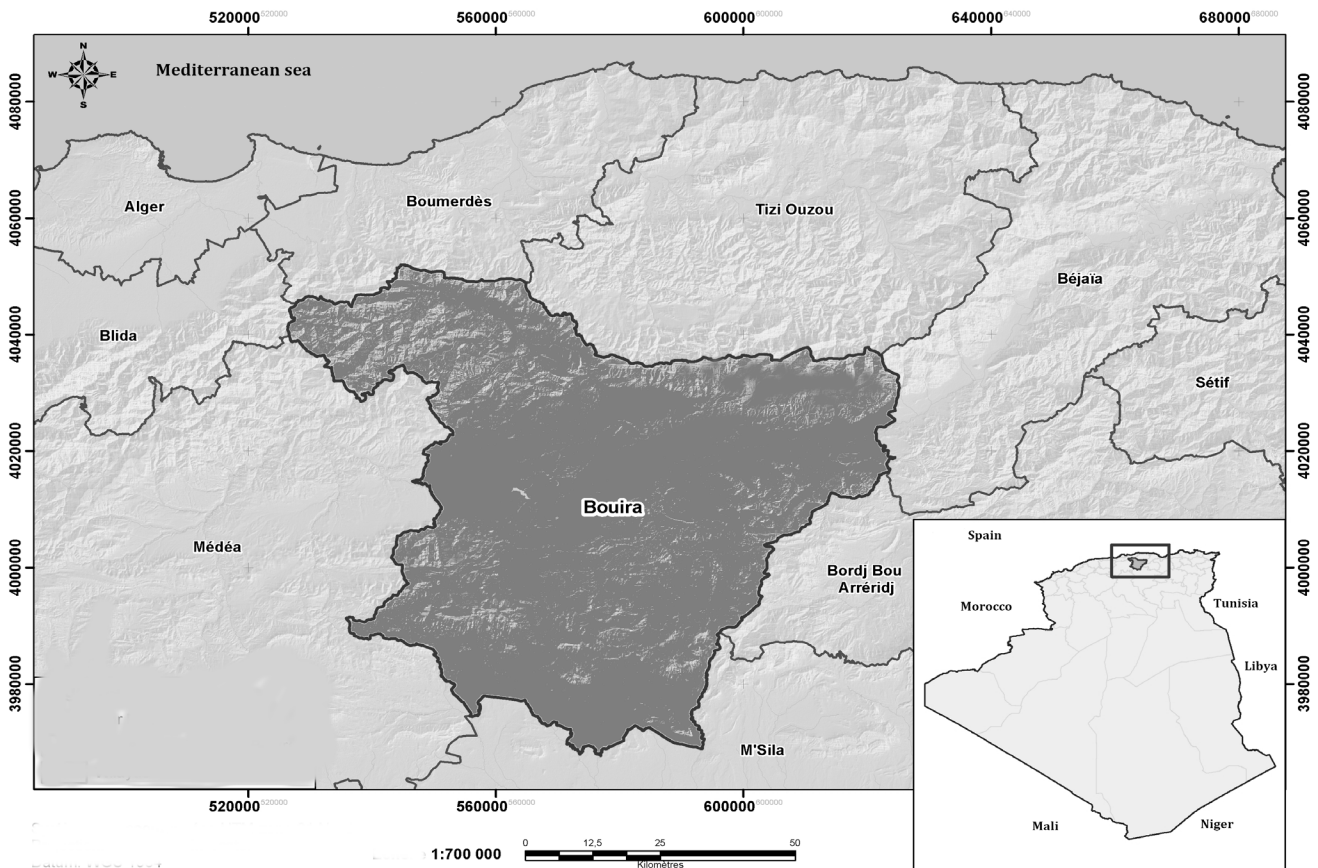 520000 560000 600000 640000 680000
N
W E
S
Mediterranean sea
4080000 4080000
Alger
Boumerdès
Tizi Ouzou
4060000 4060000
Béjaïa
Blida
4040000 4040000
Sétif
4020000 4020000
Bouira
Médéa
4000000 4000000
Bordj Bou
Arréridj
Spain
Morocco
Tunisia
Libya
3980000 3980000
M'Sila
Mali
Niger
520000 560000 600000
1:700 000
0 12,5 25 50
Kilomètres